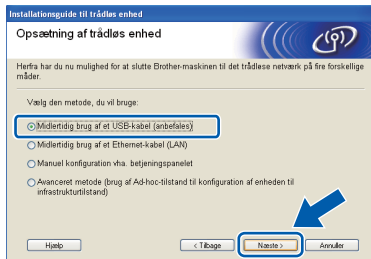 Installationsguide til trådløs enhed
Opsætning af trådløs enhed
Herfra har du nu mulighed for at slutte Brother-maskinen til det trådløse netværk på fire forskellige
måder.
Vælg den metode, du vil bruge:
Midlertidig brug af et USB-kabel (anbefales)
Midlertidig brug af et Ethernet-kabel (LAN)
Manuel konfiguration vha. betjeningspanelet
Avanceret metode (brug af Ad-hoc-tilstand til konfiguration af enheden til
infrastrukturtilstand)
Hjælp
< Tilbage
Næste >
Annuller